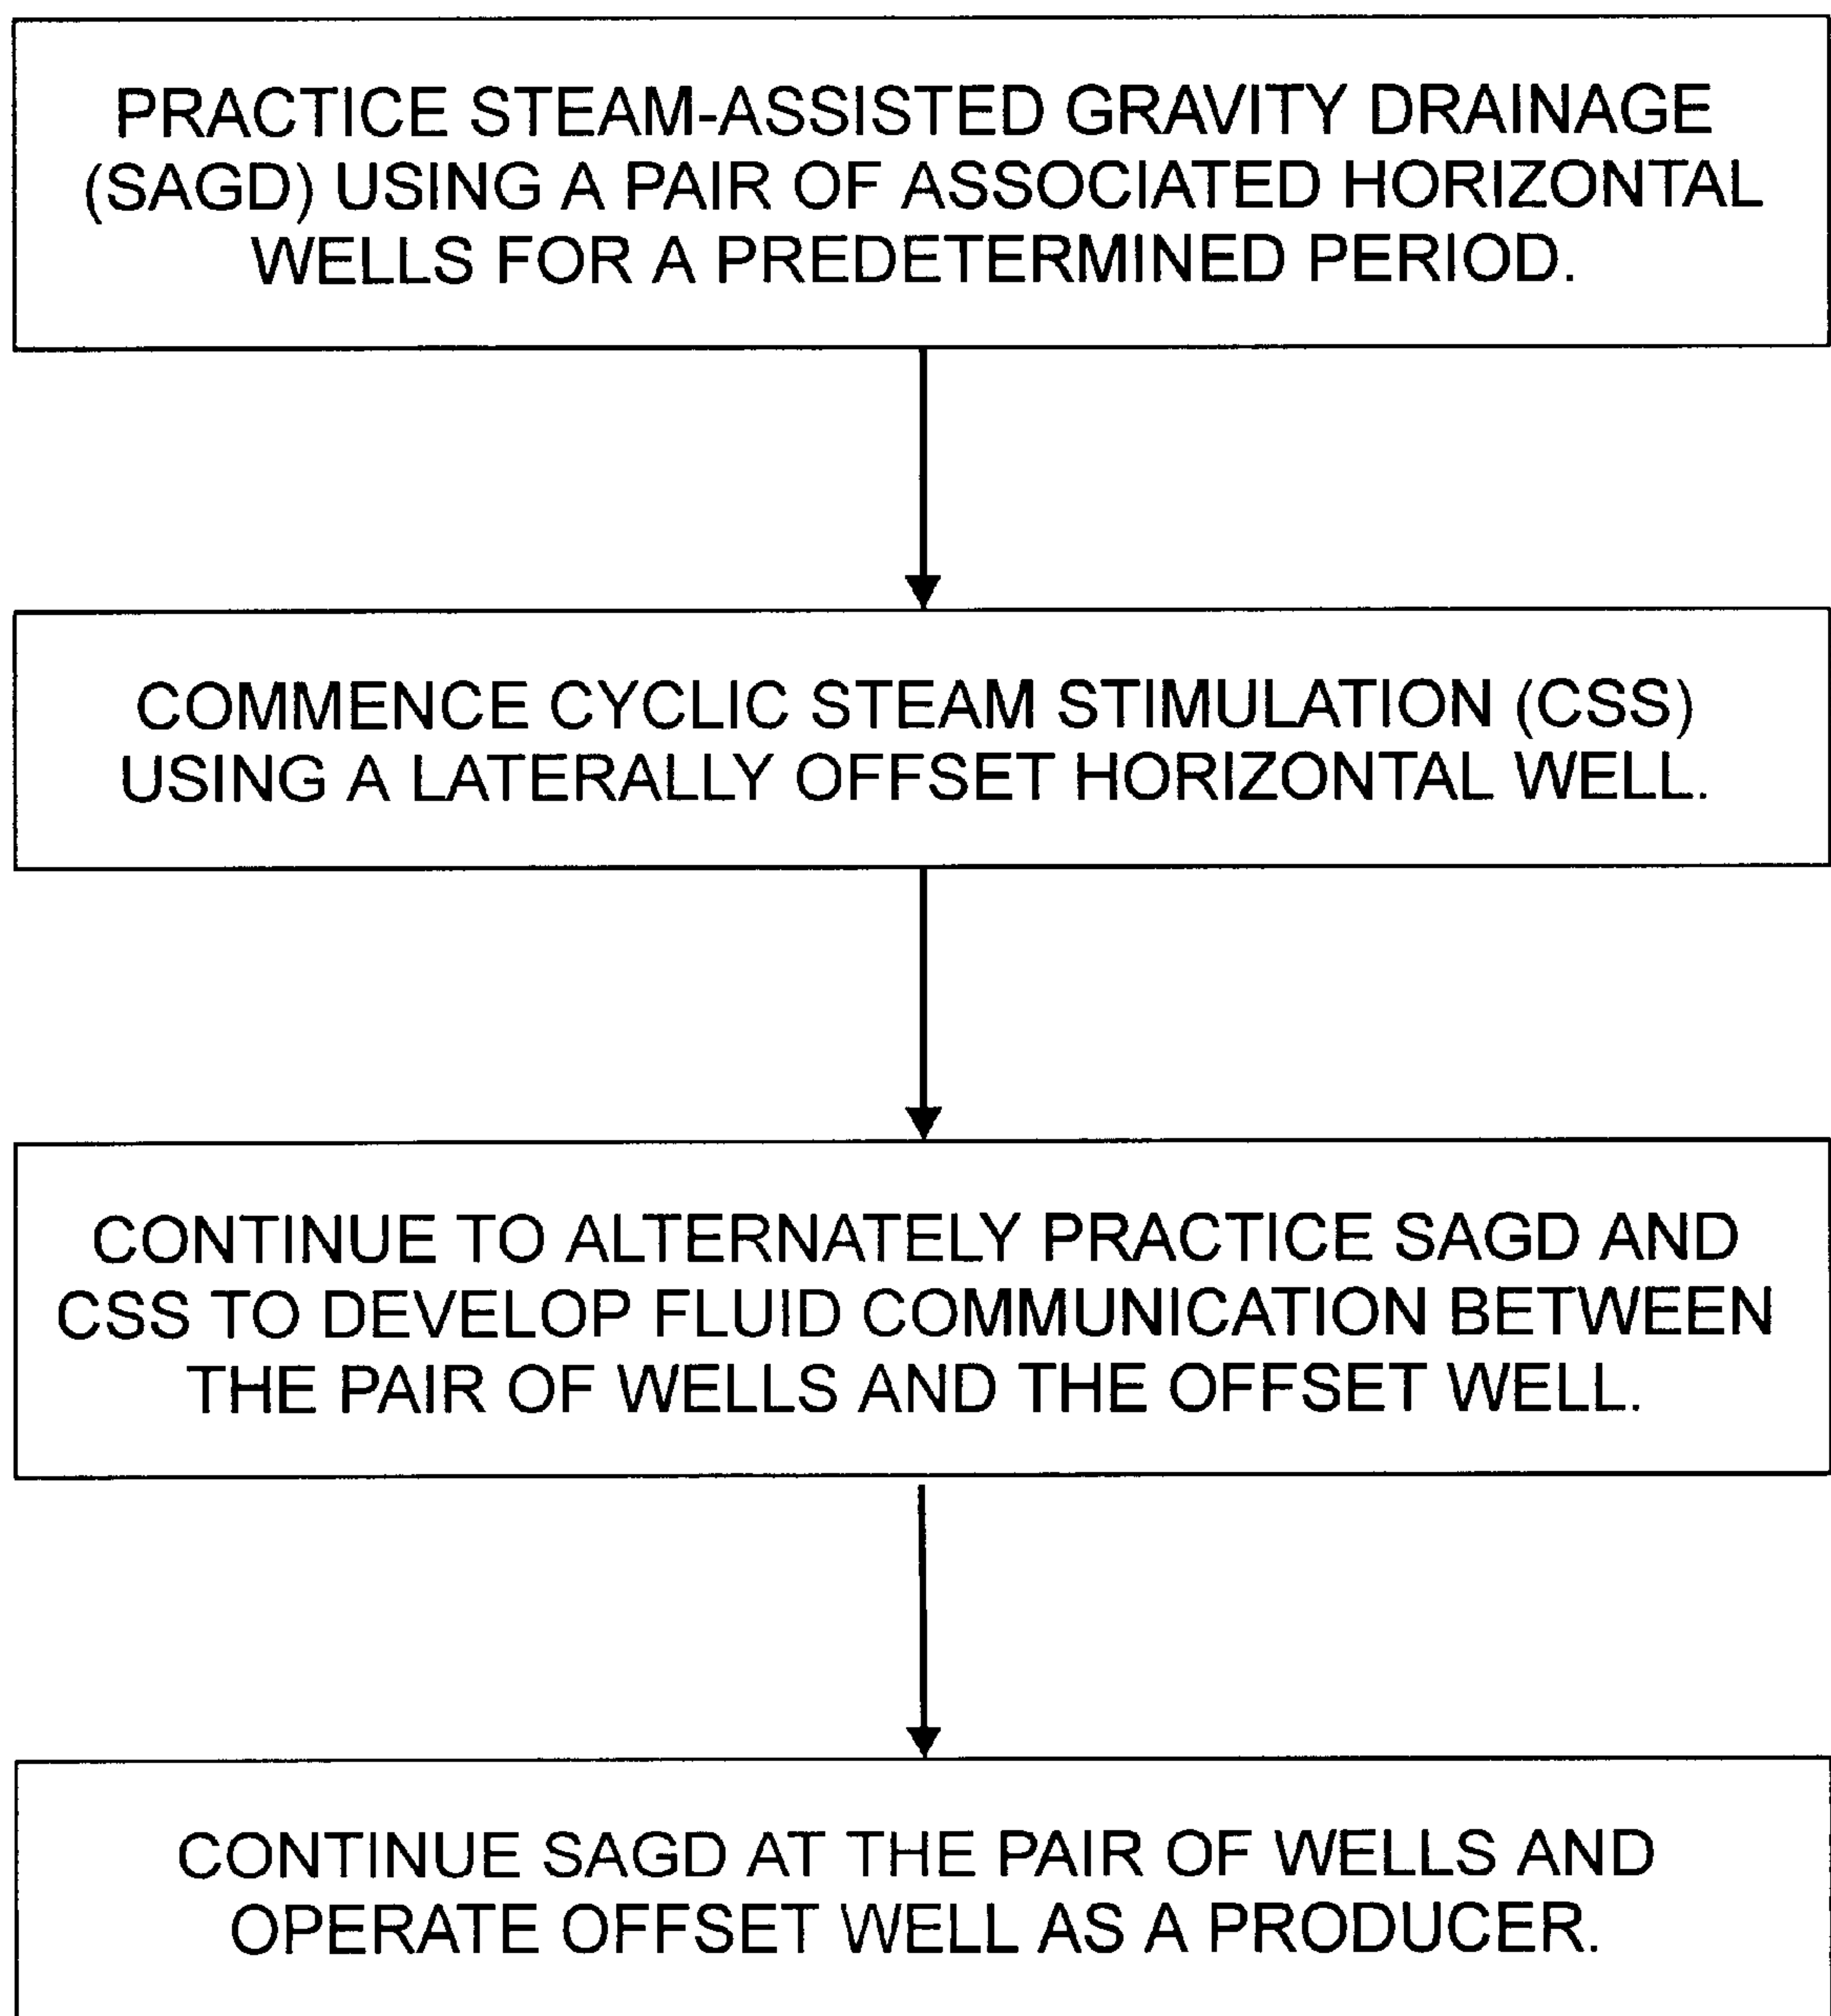 PRACTICE STEAM-ASSISTED GRAVITY DRAINAGE
(SAGD) USING A PAIR OF ASSOCIATED HORIZONTAL
WELLS FOR A PREDETERMINED PERIOD.
COMMENCE CYCLIC STEAM STIMULATION (CSS)
USING A LATERALLY OFFSET HORIZONTAL WELL.
CONTINUE TO ALTERNATELY PRACTICE SAGD AND
CSS TO DEVELOP FLUID COMMUNICATION BETWEEN
THE PAIR OF WELLS AND THE OFFSET WELL.
CONTINUE SAGD AT THE PAIR OF WELLS AND
OPERATE OFFSET WELL AS A PRODUCER.